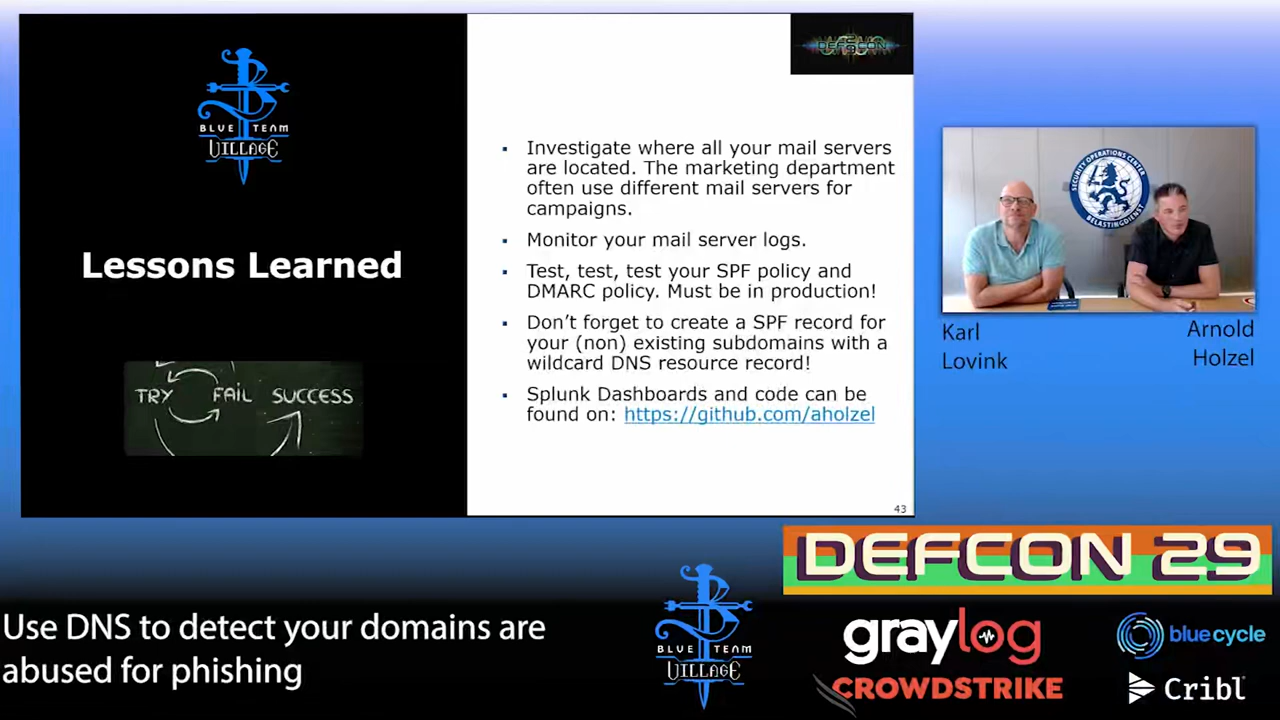 BLUE TEAM
VILLAGE
Lessons Learned
TRY FAIL SUCCESS
DEFCON
▪ Investigate where all your mail servers
are located. The marketing department
often use different mail servers for
campaigns.
▪ Monitor your mail server logs.
▪ Test, test, test your SPF policy and
DMARC policy. Must be in production!
▪ Don’t forget to create a SPF record for
your (non) existing subdomains with a
wildcard DNS resource record!
▪ Splunk Dashboards and code can be
found on: https://github.com/aholzel
43
SECURITY OPERATIONS CENTER
BELASTINGDIENST
Karl
Lovink
Arnold
Holzel
DEFCON 29
Use DNS to detect your domains are
abused for phishing
BLUE TEAM
VILLAGE
graylog
CROWDSTRIKE
bluecycle
Cribl